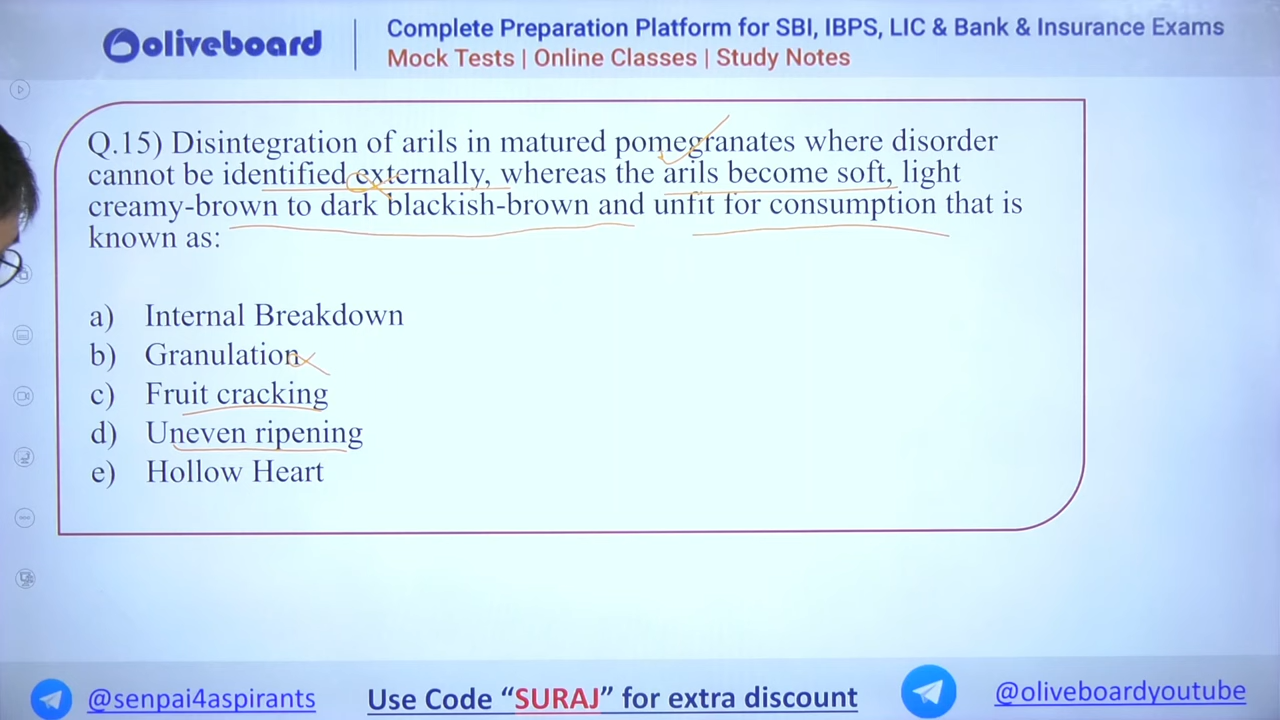 oliveboard
Complete Preparation Platform for SBI, IBPS, LIC & Bank & Insurance Exams
Mock Tests | Online Classes | Study Notes
Q.15) Disintegration of arils in matured pomegranates where disorder
cannot be identified externally, whereas the arils become soft, light
creamy-brown to dark blackish-brown and unfit for consumption that is
known as:
a) Internal Breakdown
b) Granulation
c) Fruit cracking
d) Uneven ripening
e) Hollow Heart
@senpai4aspirants
Use Code “SURAJ” for extra discount
@oliveboardyoutube